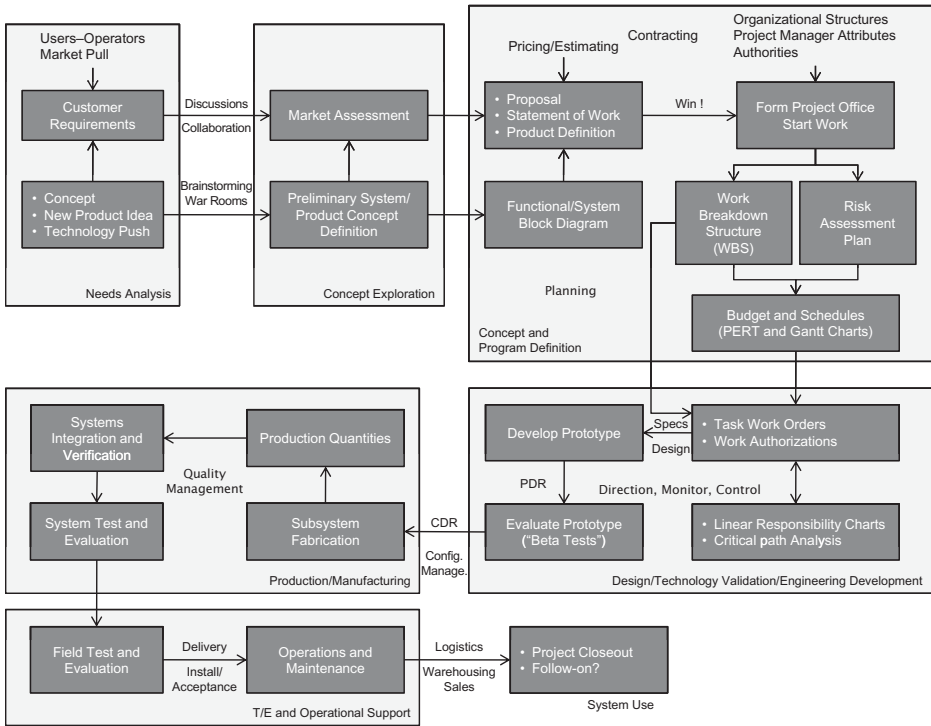 Users–Operators
Market Pull
Customer
Requirements
• Concept
• New Product Idea
• Technology Push
Needs Analysis
Discussions
Collaboration
Brainstorming
War Rooms
Market Assessment
Preliminary System/
Product Concept
Definition
Concept Exploration
Pricing/Estimating
Contracting
Organizational Structures
Project Manager Attributes
Authorities
• Proposal
• Statement of Work
• Product Definition
Win !
Form Project Office
Start Work
Functional/System
Block Diagram
Work
Breakdown
Structure
(WBS)
Risk
Assessment
Plan
Planning
Budget and Schedules
(PERT and Gantt Charts)
Concept and
Program Definition
Systems
Integration and
Verification
Production Quantities
Quality
Management
System Test and
Evaluation
Subsystem
Fabrication
Production/Manufacturing
CDR
Config.
Manage.
Develop Prototype
Specs
Design
• Task Work Orders
• Work Authorizations
PDR
Direction, Monitor, Control
Evaluate Prototype
("Beta Tests")
• Linear Responsibility Charts
• Critical path Analysis
Design/Technology Validation/Engineering Development
Field Test and
Evaluation
Delivery
Install/
Acceptance
Operations and
Maintenance
T/E and Operational Support
Logistics
Warehousing
Sales
• Project Closeout
• Follow-on?
System Use